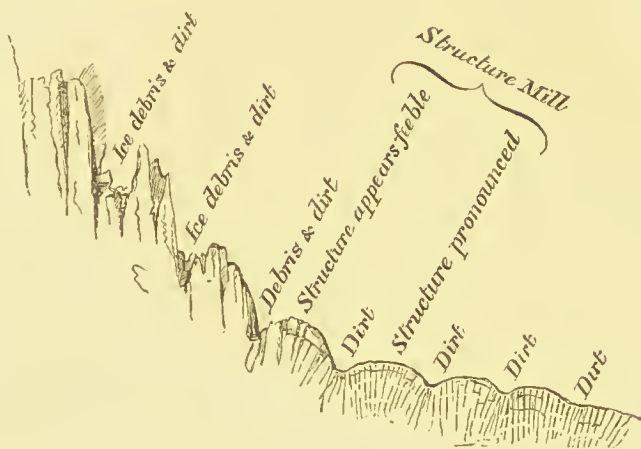 Structure Mill
Ice debris & dirt
Ice debris & dirt
Debris & dirt
Structure appears feeble
Dirt
Structure pronounced
Dirt
Dirt
Dirt